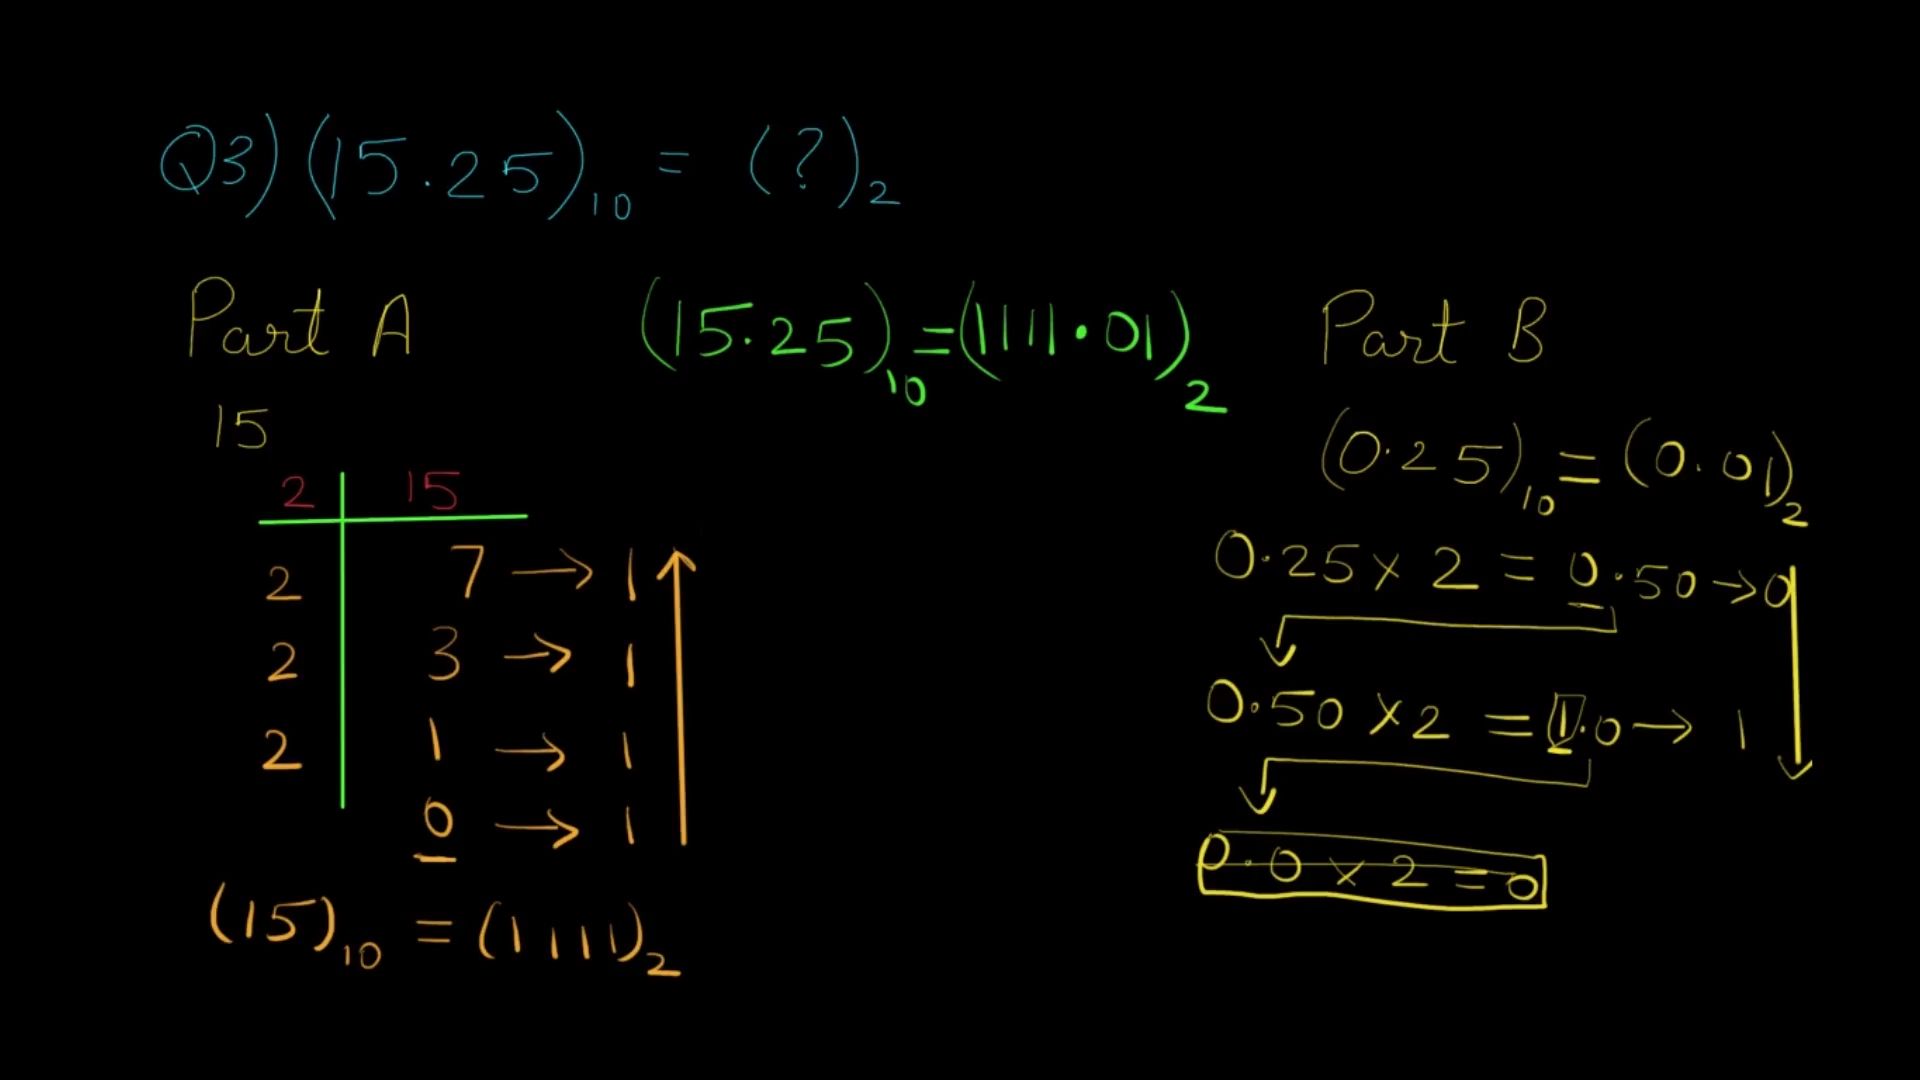 Q3) (15.25)10 = (?)2
Part A
15
2 | 15
2 | 7 → 1
2 | 3 → 1
2 | 1 → 1
0 → 1
(15)10 = (1111)2
(15.25)10 = (1111.01)2
Part B
(0.25)10 = (0.01)2
0.25 × 2 = 0.50 → 0
0.50 × 2 = 1.0 → 1
0.0 × 2 = 0